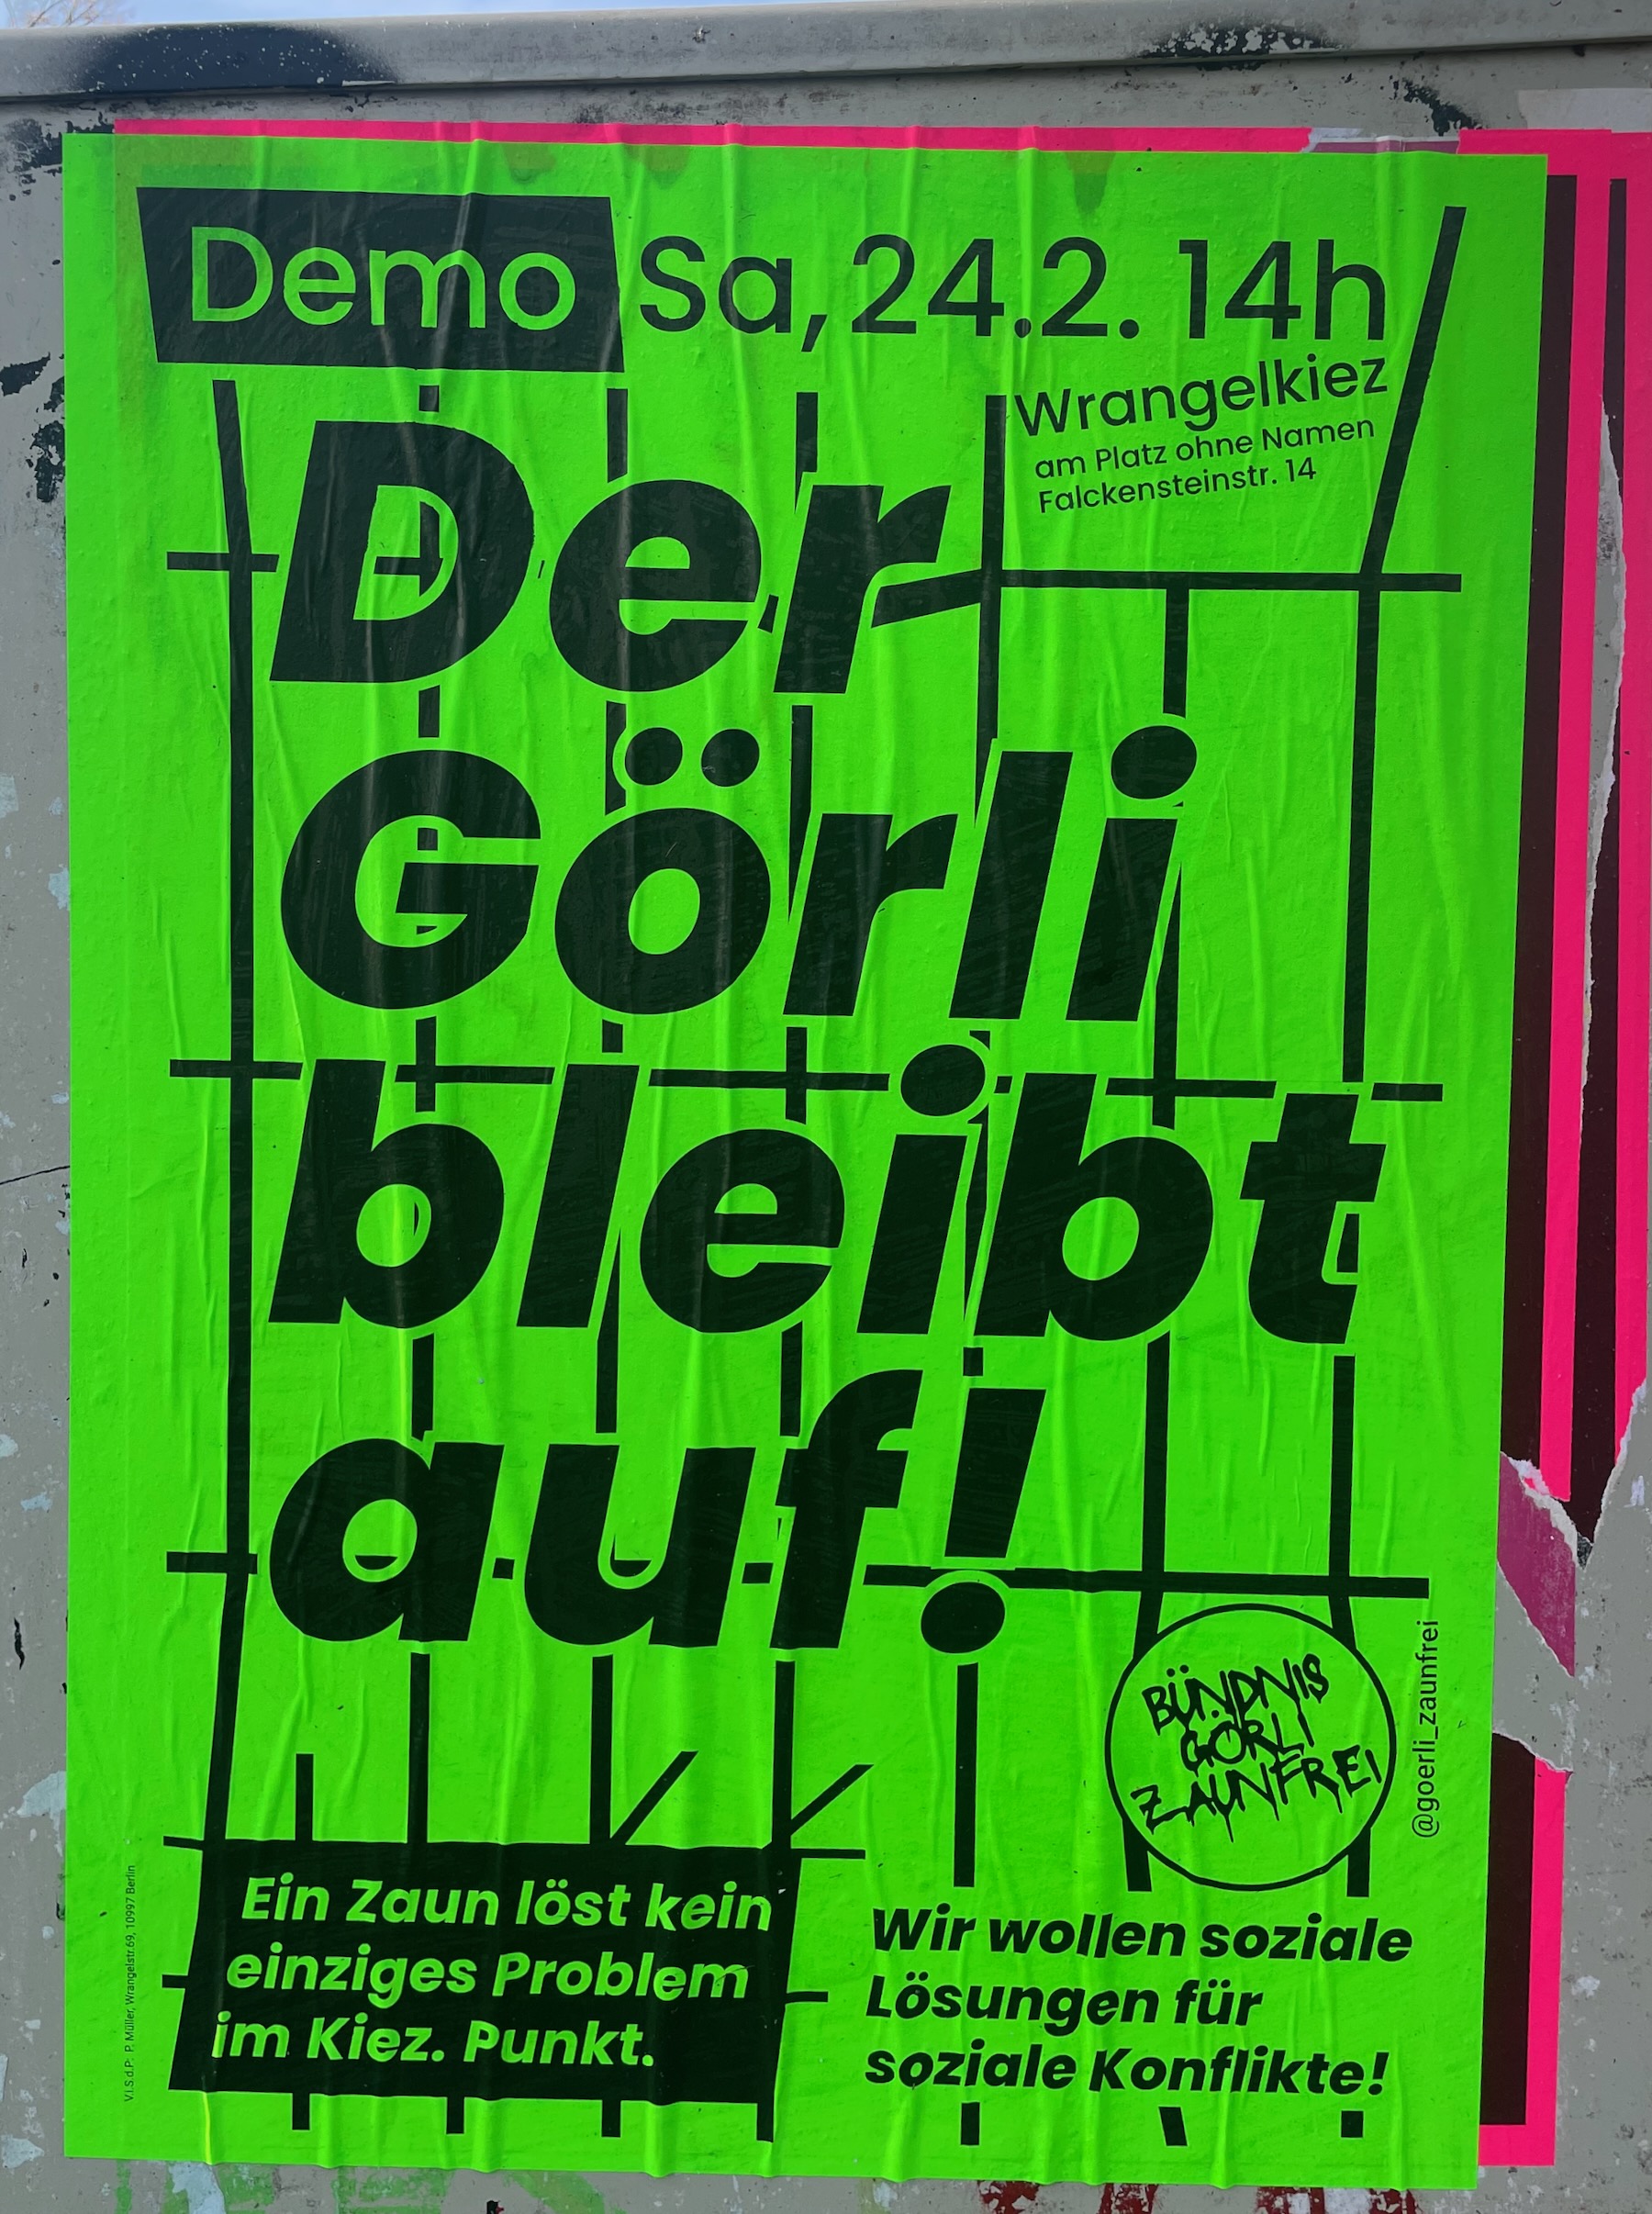 Demo Sa, 24.2. 14h
Wrangelkiez
am Platz ohne Namen
Falckensteinstr. 14
Der
Görli
bleibt
auf!
BÜNDNIS
GÖRLI
ZAUNFREI
@goerli_zaunfrei
Ein Zaun löst kein
einziges Problem
im Kiez. Punkt.
Wir wollen soziale
Lösungen für
soziale Konflikte!
V.i.S.d.P.: P. Müller, Wrangelstr.69, 10997 Berlin